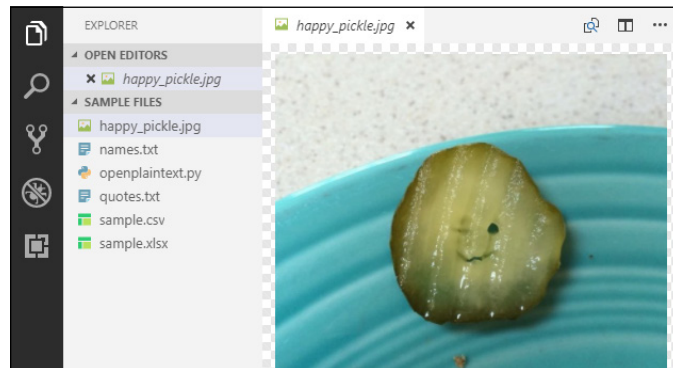 EXPLORER
OPEN EDITORS
happy_pickle.jpg
SAMPLE FILES
happy_pickle.jpg
names.txt
openplaintext.py
quotes.txt
sample.csv
sample.xlsx
happy_pickle.jpg